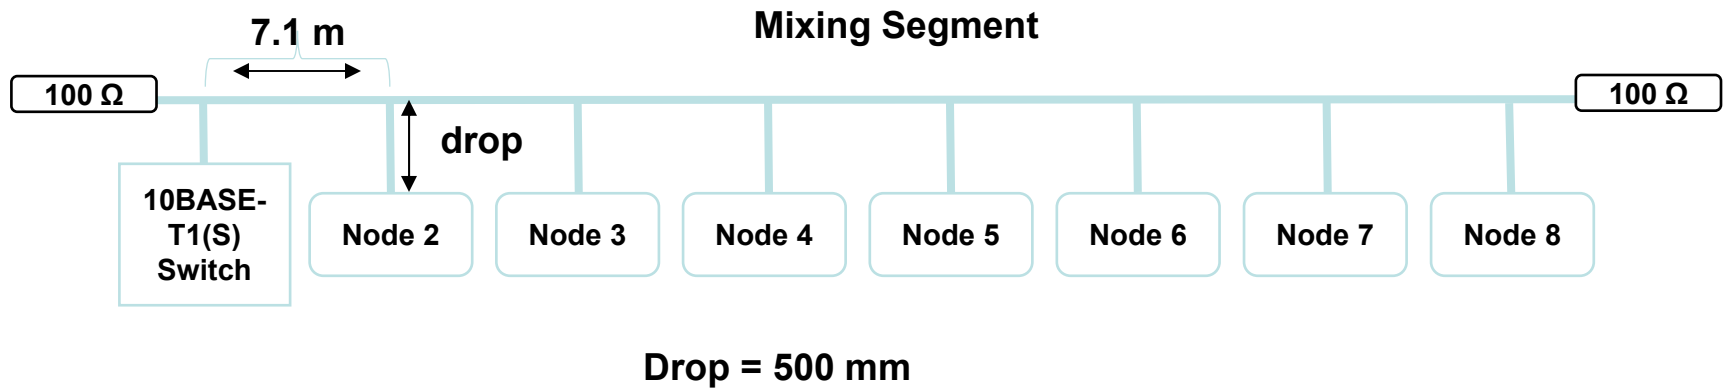 Mixing Segment
7.1 m
100 Ω
100 Ω
drop
10BASE-
T1(S)
Switch
Node 2
Node 3
Node 4
Node 5
Node 6
Node 7
Node 8
Drop = 500 mm